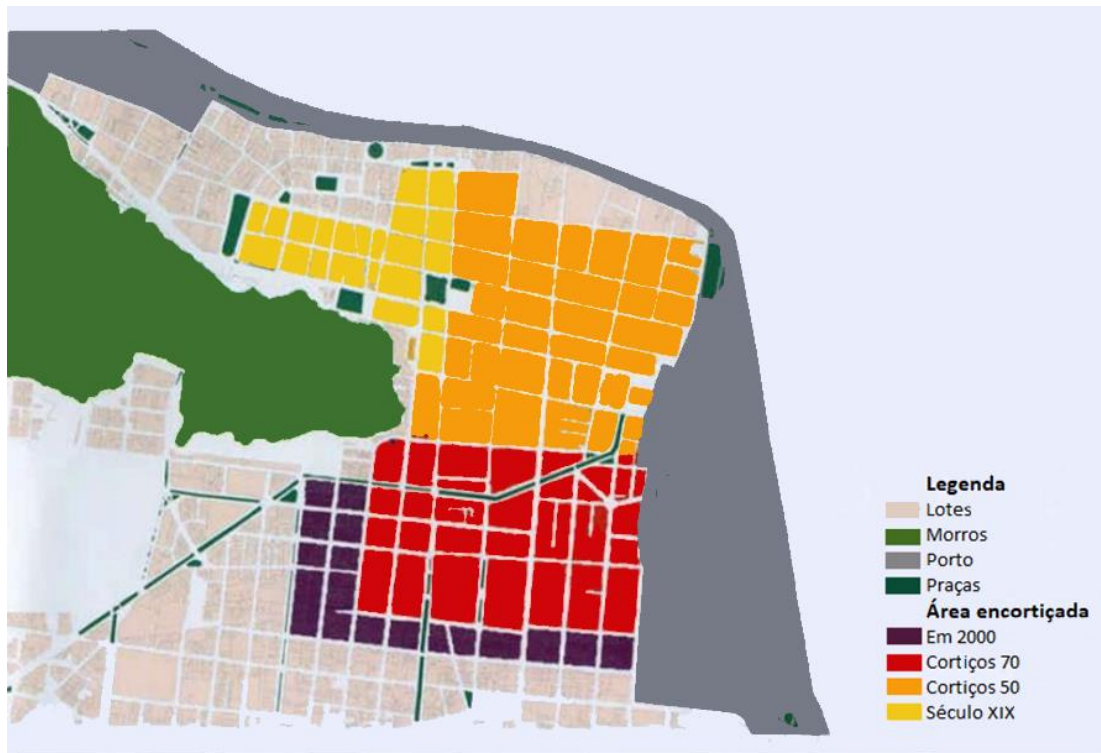 Legenda
Lotes
Morros
Porto
Praças
Área encortiçada
Em 2000
Cortiços 70
Cortiços 50
Século XIX